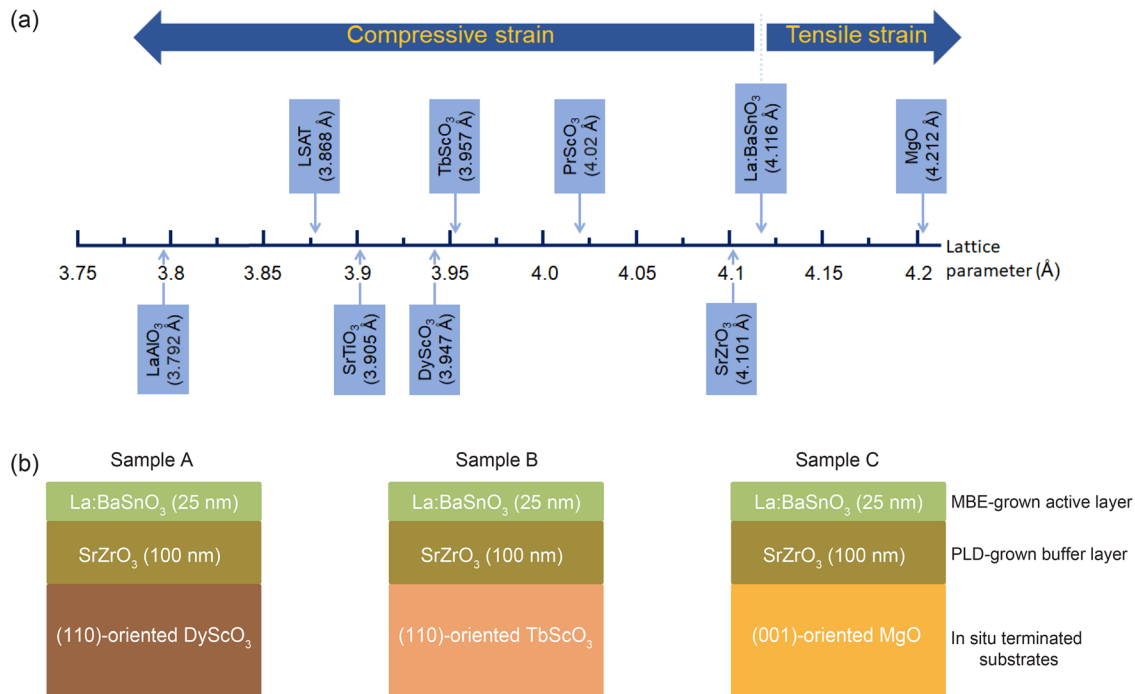 (a)
Compressive strain
Tensile strain
LSAT
(3.868 Å)
TbScO₃
(3.957 Å)
PrScO₃
(4.02 Å)
La:BaSnO₃
(4.116 Å)
MgO
(4.212 Å)
3.75
3.8
3.85
3.9
3.95
4.0
4.05
4.1
4.15
4.2
Lattice
parameter (Å)
LaAlO₃
(3.792 Å)
SrTiO₃
(3.905 Å)
DyScO₃
(3.947 Å)
SrZrO₃
(4.101 Å)
(b)
Sample A
Sample B
Sample C
La:BaSnO₃ (25 nm)
La:BaSnO₃ (25 nm)
La:BaSnO₃ (25 nm)
MBE-grown active layer
SrZrO₃ (100 nm)
SrZrO₃ (100 nm)
SrZrO₃ (100 nm)
PLD-grown buffer layer
(110)-oriented DyScO₃
(110)-oriented TbScO₃
(001)-oriented MgO
In situ terminated
substrates